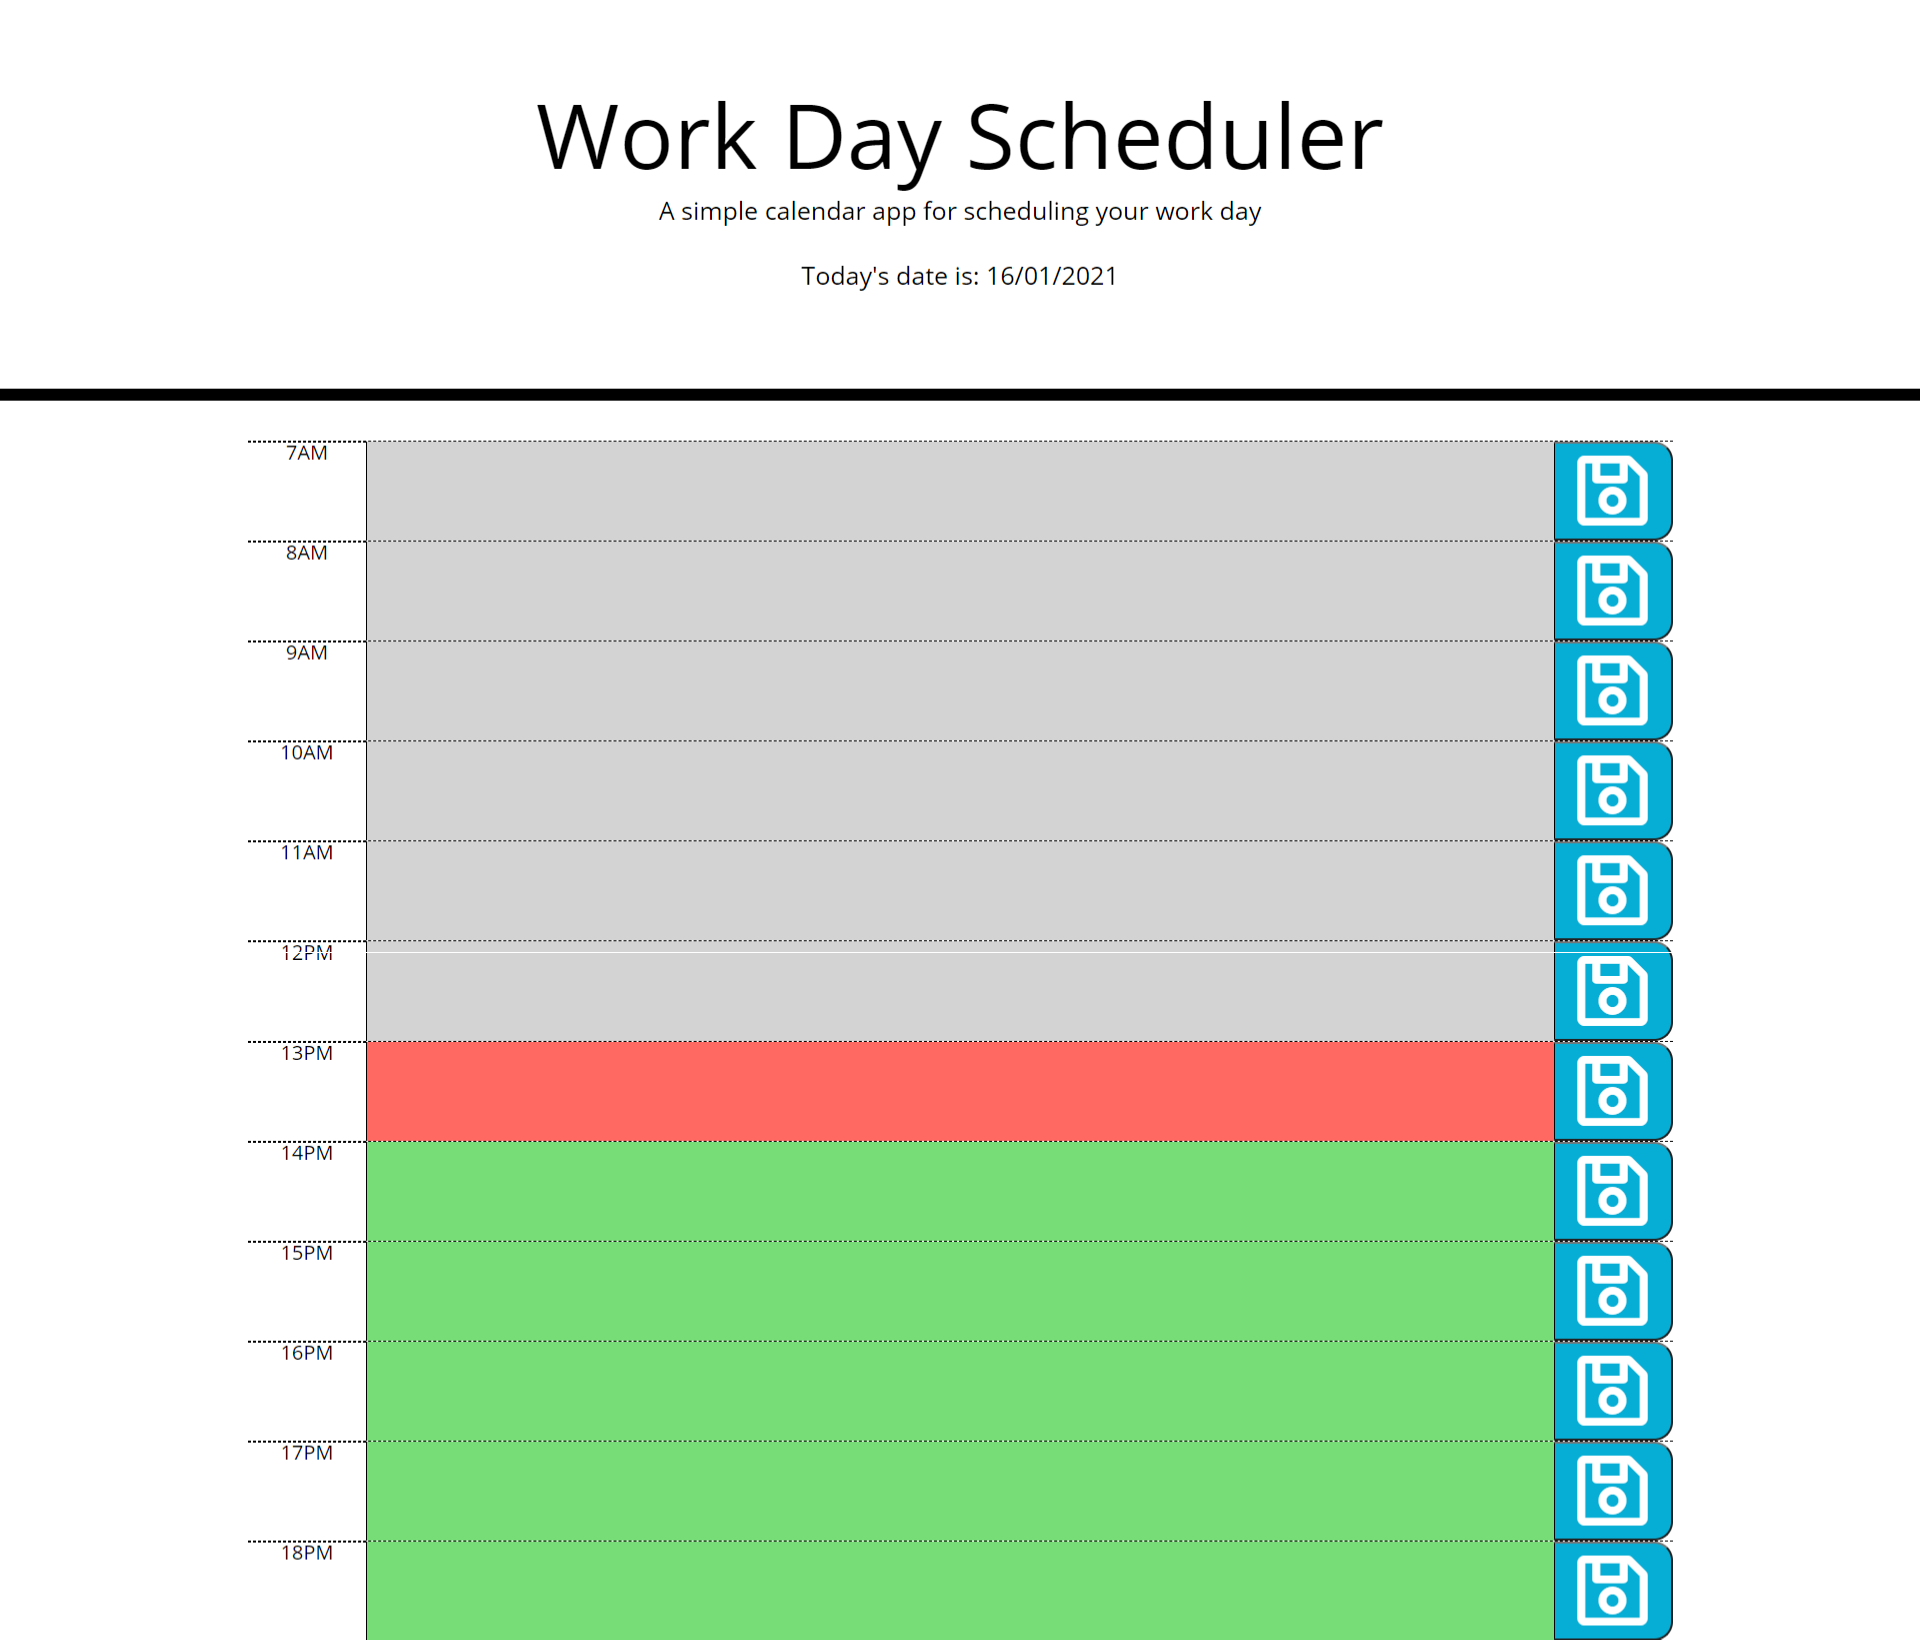 Work Day Scheduler
A simple calendar app for scheduling your work day
Today's date is: 16/01/2021
7AM
8AM
9AM
10AM
11AM
12PM
13PM
14PM
15PM
16PM
17PM
18PM